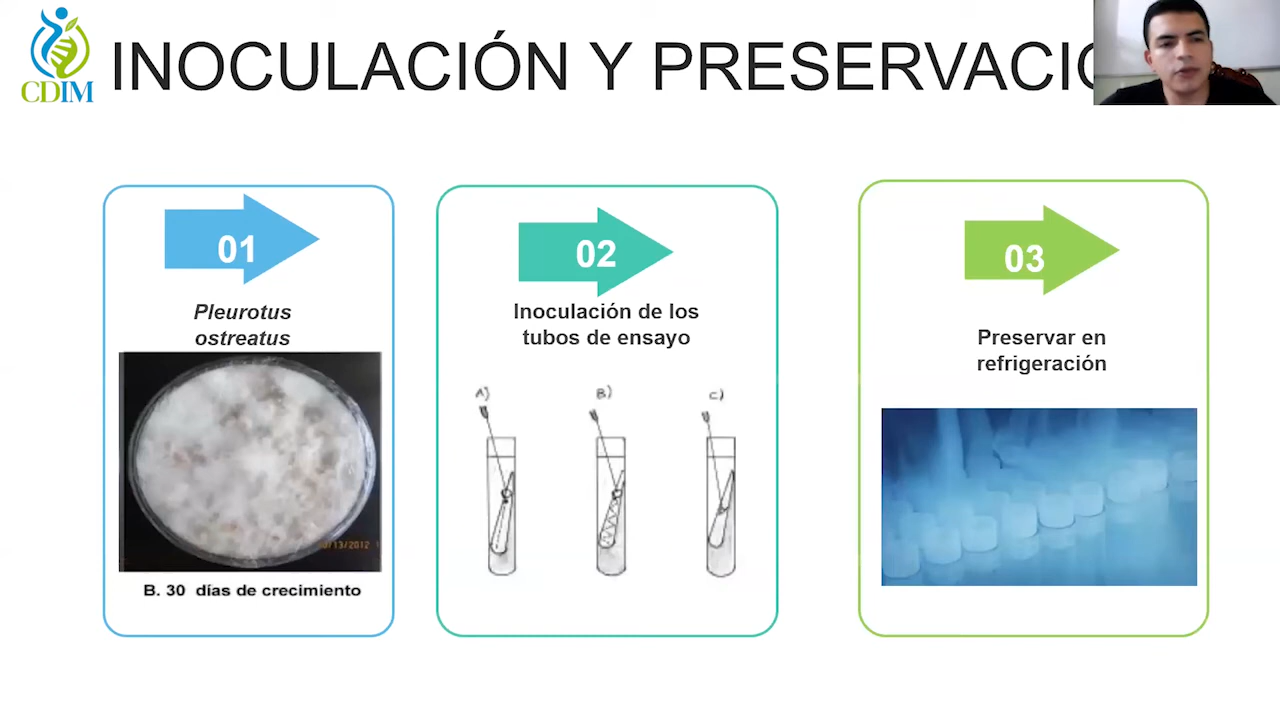 CDIM
INOCULACIÓN Y PRESERVACIÓ
01
Pleurotus
ostreatus
B. 30 días de crecimiento
02
Inoculación de los
tubos de ensayo
A)
B)
C)
03
Preservar en
refrigeración